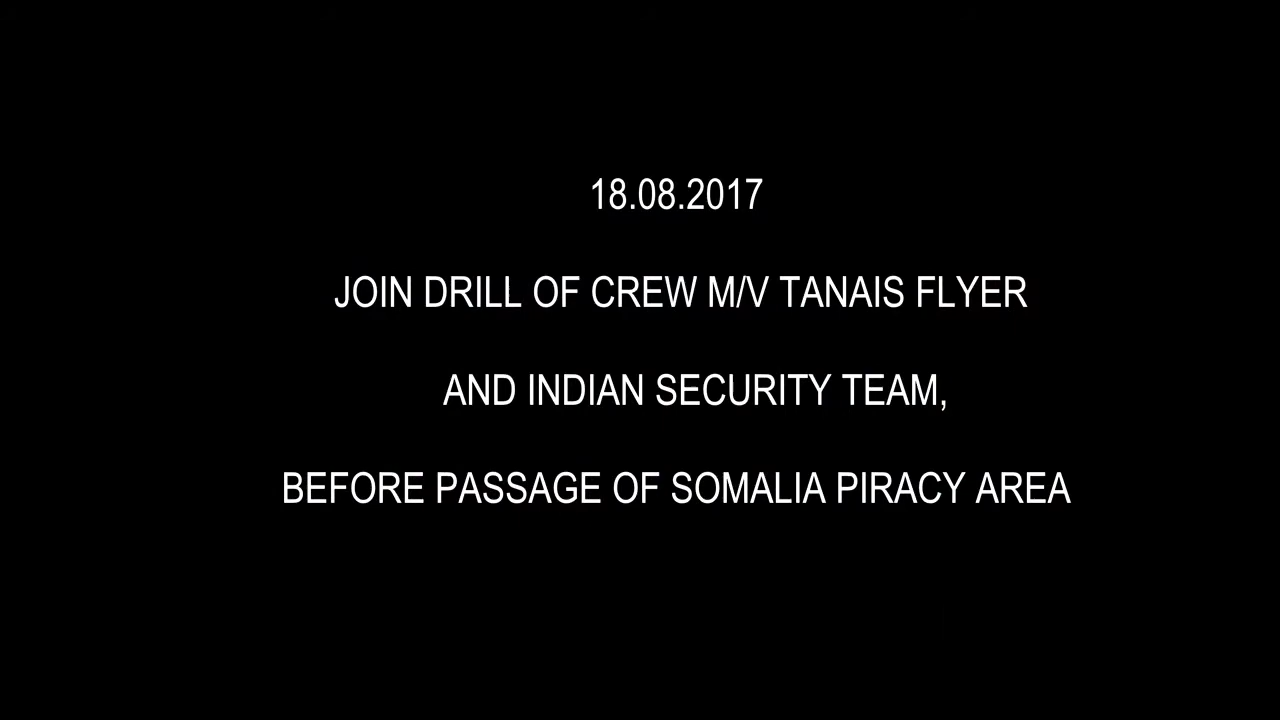 18.08.2017
JOIN DRILL OF CREW M/V TANAIS FLYER
AND INDIAN SECURITY TEAM,
BEFORE PASSAGE OF SOMALIA PIRACY AREA